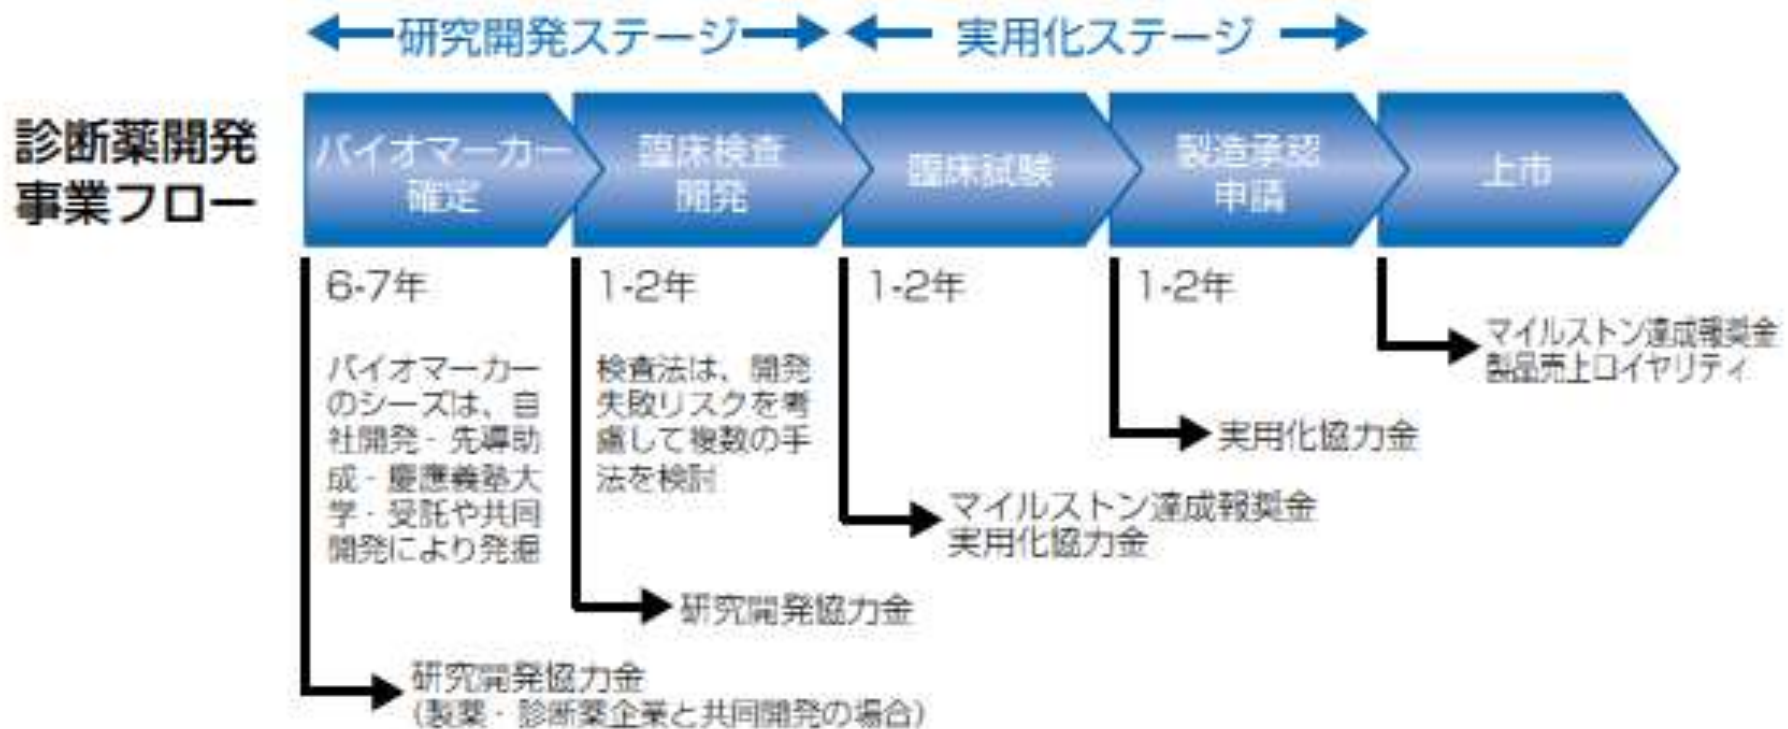 研究開発ステージ
実用化ステージ
診断薬開発
事業フロー
バイオマーカー
確定
臨床検査
開発
臨床試験
製造承認
申請
上市
6-7年
1-2年
1-2年
1-2年
バイオマーカー
のシーズは、自
社開発・先導助
成・慶應義塾大
学・受託や共同
開発により発掘
検査法は、開発
失敗リスクを考
慮して複数の手
法を検討
マイルストン達成報奨金
製品売上ロイヤリティ
実用化協力金
マイルストン達成報奨金
実用化協力金
研究開発協力金
研究開発協力金
(製薬・診断薬企業と共同開発の場合)